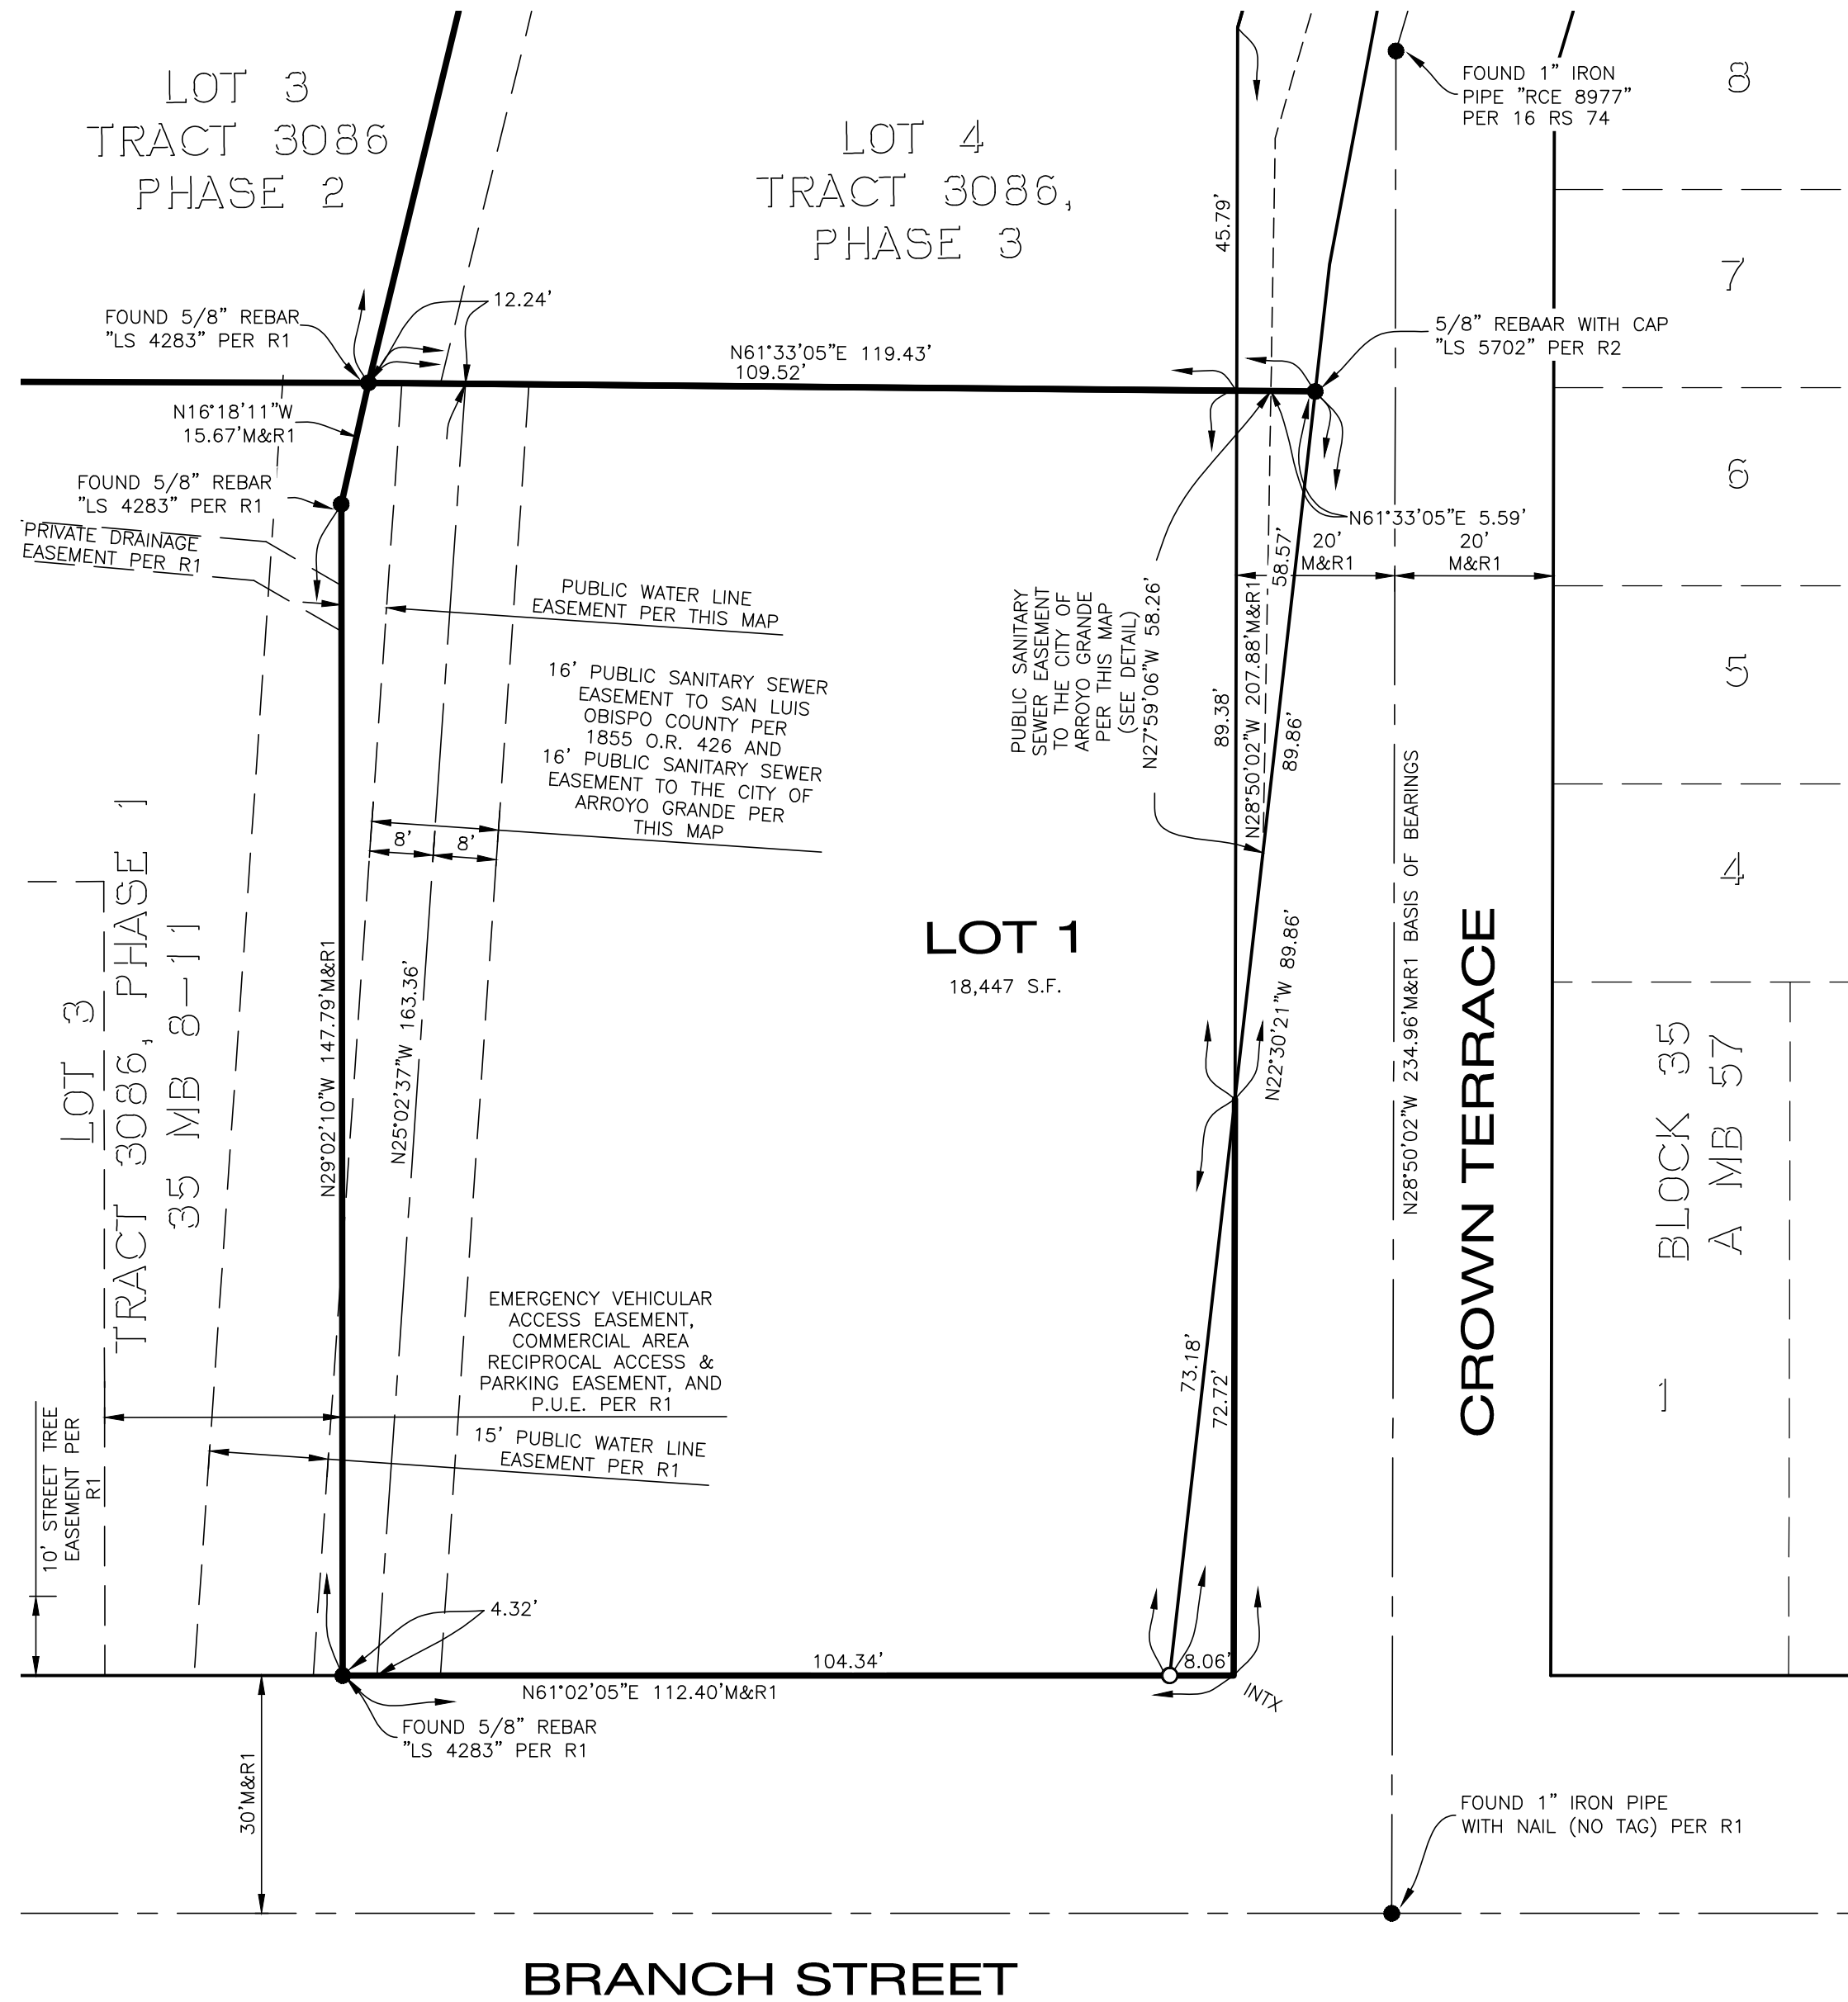 LOT 3
TRACT 3086
PHASE 2
LOT 4
TRACT 3086,
PHASE 3
45.79'
FOUND 1" IRON
PIPE "RCE 8977"
PER 16 RS 74
8
7
6
5
4
1
FOUND 5/8" REBAR
"LS 4283" PER R1
12.24'
N61°33'05"E 119.43'
109.52'
5/8" REBAAR WITH CAP
"LS 5702" PER R2
N16°18'11"W
15.67'M&R1
FOUND 5/8" REBAR
"LS 4283" PER R1
PRIVATE DRAINAGE
EASEMENT PER R1
N61°33'05"E 5.59'
20'
M&R1
20'
M&R1
PUBLIC WATER LINE
EASEMENT PER THIS MAP
16' PUBLIC SANITARY SEWER
EASEMENT TO SAN LUIS
OBISPO COUNTY PER
1855 O.R. 426 AND
16' PUBLIC SANITARY SEWER
EASEMENT TO THE CITY OF
ARROYO GRANDE PER
THIS MAP
8'
8'
PUBLIC SANITARY
SEWER EASEMENT
TO THE CITY OF
ARROYO GRANDE
PER THIS MAP
(SEE DETAIL)
N27°59'06"W 58.26'
89.38'
N28°50'02"W 207.88'M&R1
58.57'
89.86'
N22°30'21"W 89.86'
N28°50'02"W 234.96'M&R1 BASIS OF BEARINGS
CROWN TERRACE
BLOCK 35
A MB 57
LOT 1
18,447 S.F.
LOT 3
TRACT 3086, PHASE 1
35 MB 8-11
N29°02'10"W 147.79'M&R1
N25°02'37"W 163.36'
EMERGENCY VEHICULAR
ACCESS EASEMENT,
COMMERCIAL AREA
RECIPROCAL ACCESS &
PARKING EASEMENT, AND
P.U.E. PER R1
15' PUBLIC WATER LINE
EASEMENT PER R1
10' STREET TREE
EASEMENT PER
R1
73.18'
72.72'
4.32'
104.34'
8.06'
N61°02'05"E 112.40'M&R1
INTX
FOUND 5/8" REBAR
"LS 4283" PER R1
30'M&R1
FOUND 1" IRON PIPE
WITH NAIL (NO TAG) PER R1
BRANCH STREET